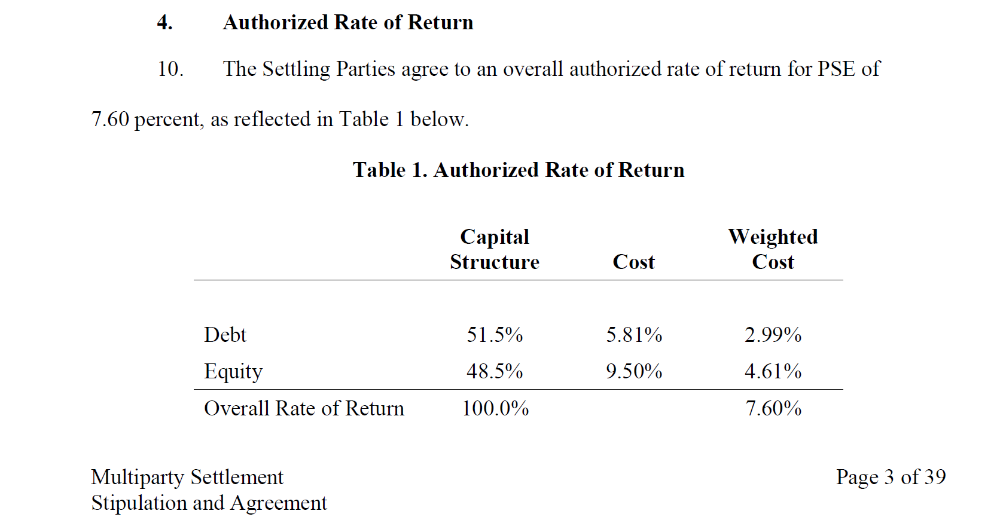 4. Authorized Rate of Return
10. The Settling Parties agree to an overall authorized rate of return for PSE of
7.60 percent, as reflected in Table 1 below.
Table 1. Authorized Rate of Return
Capital Structure Cost Weighted Cost
Debt 51.5% 5.81% 2.99%
Equity 48.5% 9.50% 4.61%
Overall Rate of Return 100.0% 7.60%
Multiparty Settlement Page 3 of 39
Stipulation and Agreement